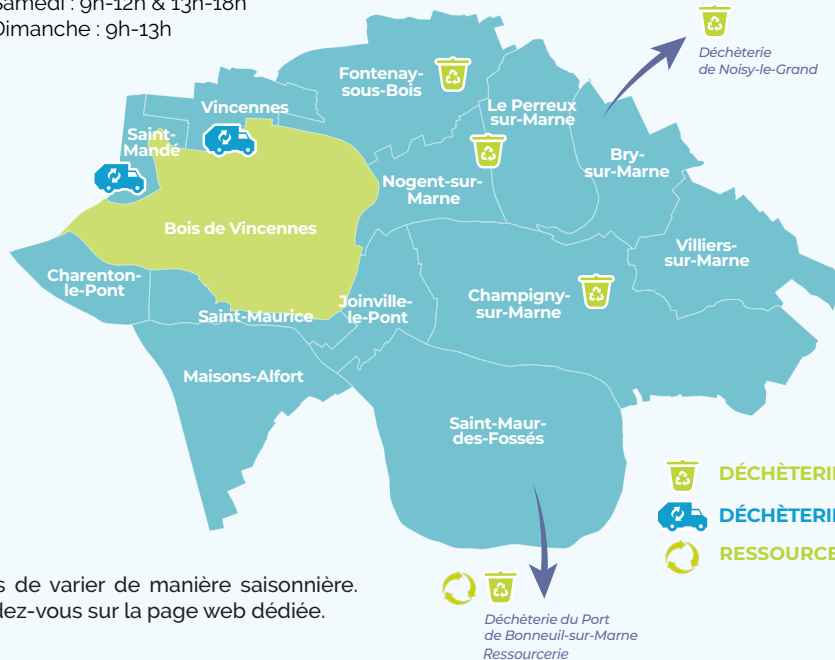 Samedi : 9h-12h & 13h-18h
Dimanche : 9h-13h
Déchèterie
de Noisy-le-Grand
Fontenay-
sous-Bois
Vincennes
Le Perreux
sur-Marne
Saint-
Mandé
Bry-
sur-Marne
Nogent-sur-
Marne
Bois de Vincennes
Villiers-
sur-Marne
Charenton-
le-Pont
Saint-Maurice
Joinville-
le-Pont
Champigny-
sur-Marne
Maisons-Alfort
Saint-Maur-
des-Fossés
DÉCHÈTERIE
DÉCHÈTERIE
RESSOURCE
s de varier de manière saisonnière.
dez-vous sur la page web dédiée.
Déchèterie du Port
de Bonneuil-sur-Marne
Ressourcerie